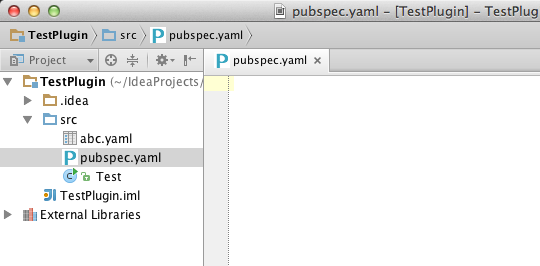 pubspec.yaml – [TestPlugin] – TestPlug
TestPlugin src pubspec.yaml
Project
pubspec.yaml
TestPlugin (~/IdeaProjects/
.idea
src
abc.yaml
pubspec.yaml
Test
TestPlugin.iml
External Libraries